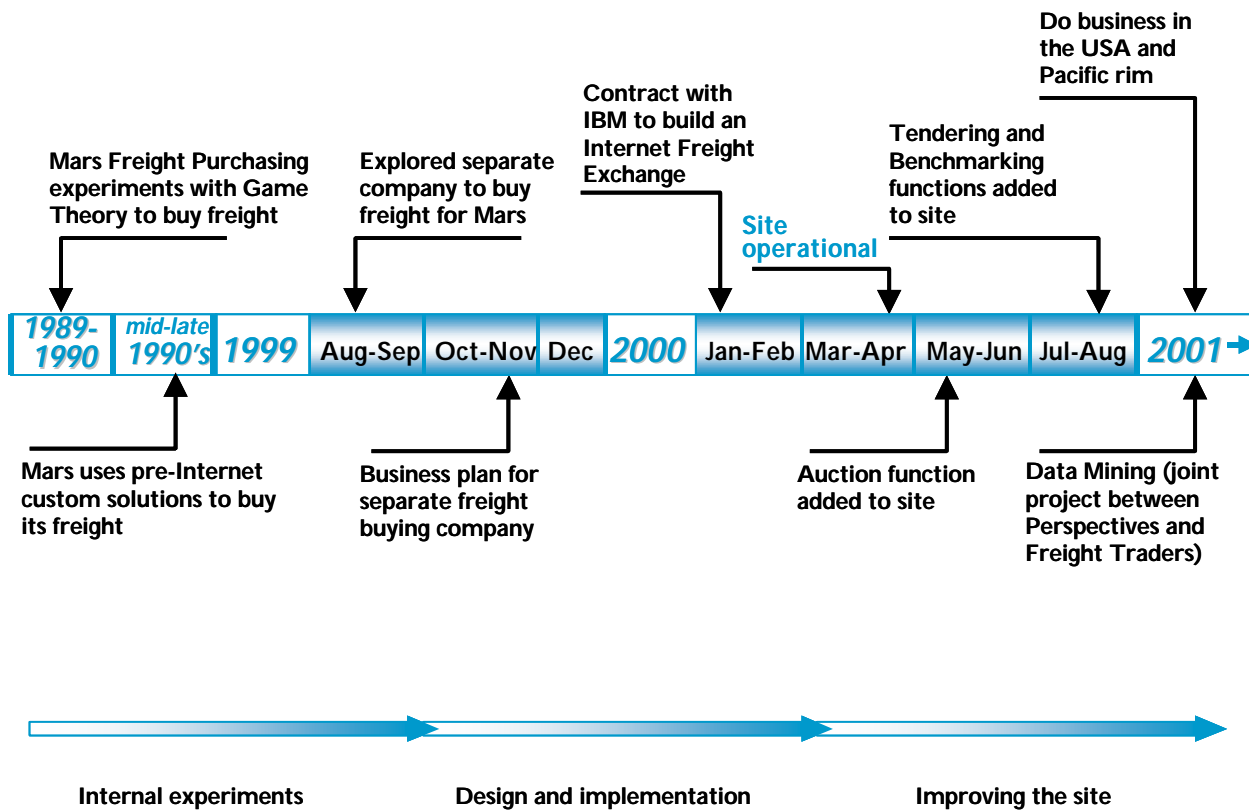 Do business in
the USA and
Pacific rim
Contract with
IBM to build an
Internet Freight
Exchange
Tendering and
Benchmarking
functions added
to site
Mars Freight Purchasing
experiments with Game
Theory to buy freight
Explored separate
company to buy
freight for Mars
Site
operational
1989-
1990
mid-late
1990's
1999
Aug-Sep
Oct-Nov
Dec
2000
Jan-Feb
Mar-Apr
May-Jun
Jul-Aug
2001
Mars uses pre-Internet
custom solutions to buy
its freight
Business plan for
separate freight
buying company
Auction function
added to site
Data Mining (joint
project between
Perspectives and
Freight Traders)
Internal experiments
Design and implementation
Improving the site